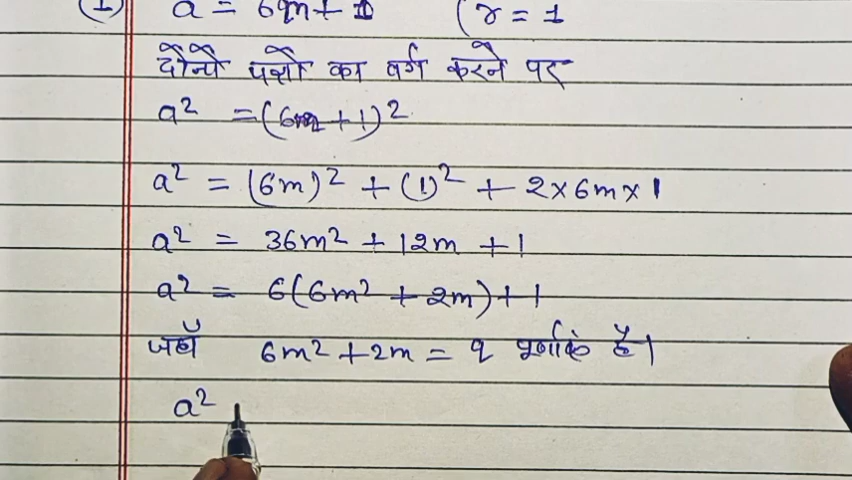 (1) a = 6m + 1 (r = 1
दोनो पक्षो का वर्ग करने पर
a² = (6m + 1)²
a² = (6m)² + (1)² + 2×6m×1
a² = 36m² + 12m + 1
a² = 6(6m² + 2m) + 1
जहाँ 6m² + 2m = q पूर्णांक है।
a²